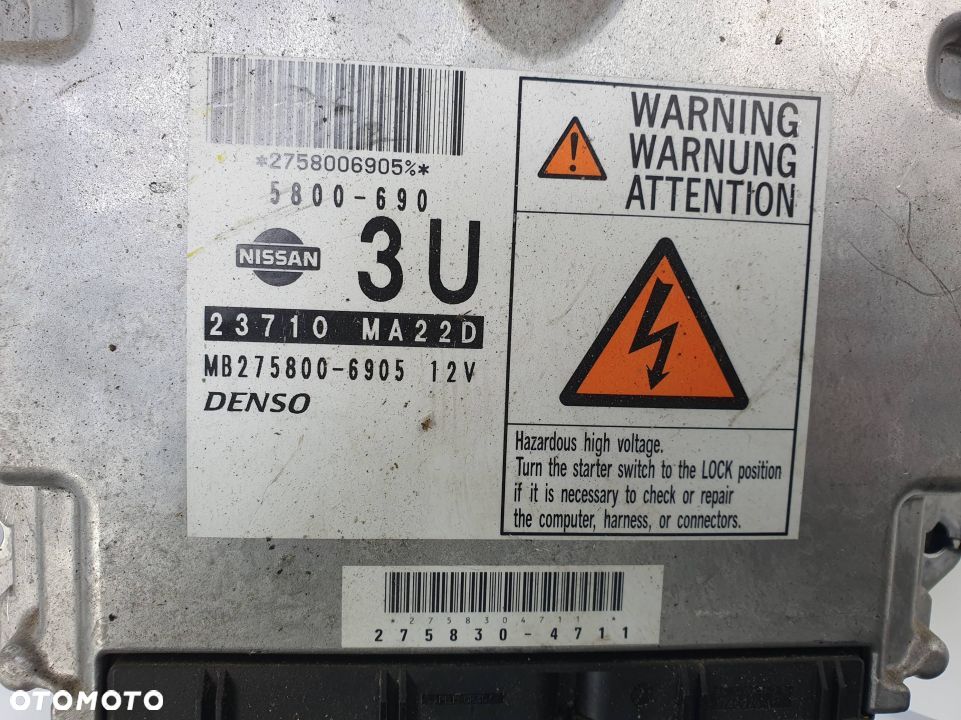 *2758006905%*
5800-690
NISSAN
3U
23710 MA22D
MB275800-6905 12V
DENSO
WARNING
WARNUNG
ATTENTION
Hazardous high voltage.
Turn the starter switch to the LOCK position
if it is necessary to check or repair
the computer, harness, or connectors.
*2758304711*
275830-4711
OTOMOTO
OTOMOTO